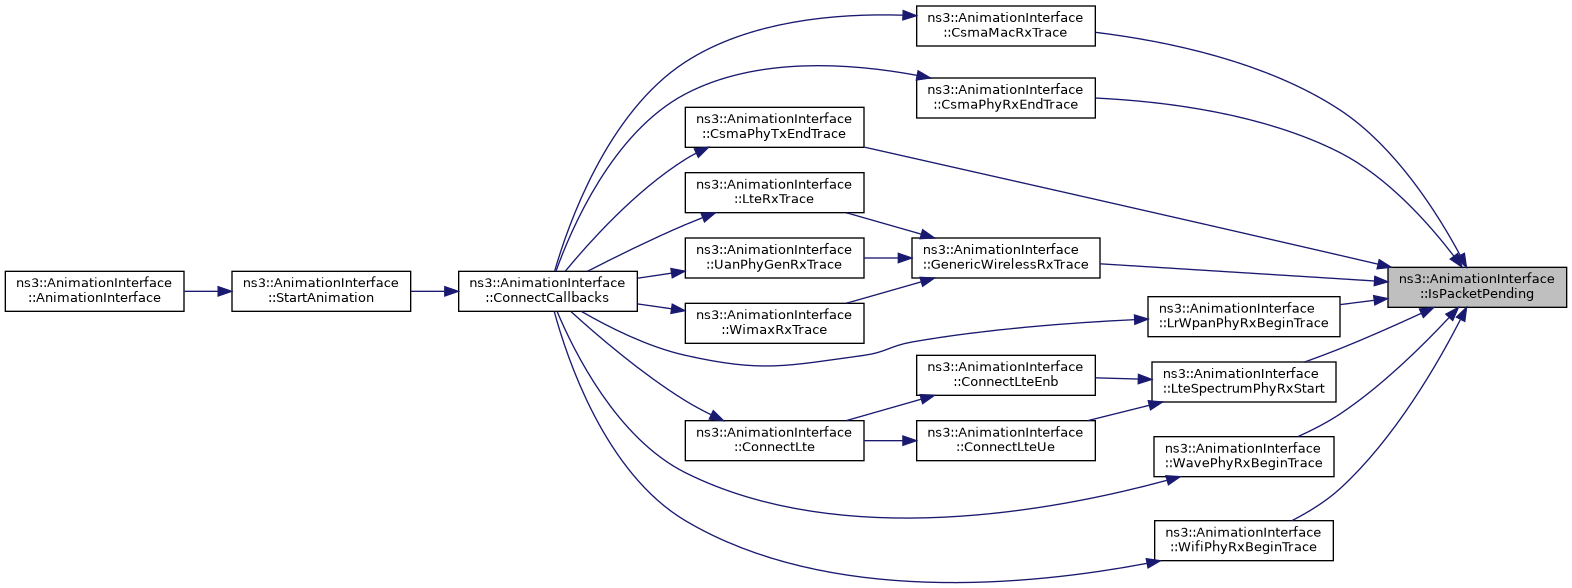 ns3::AnimationInterface
::CsmaMacRxTrace
ns3::AnimationInterface
::CsmaPhyRxEndTrace
ns3::AnimationInterface
::CsmaPhyTxEndTrace
ns3::AnimationInterface
::LteRxTrace
ns3::AnimationInterface
::UanPhyGenRxTrace
ns3::AnimationInterface
::GenericWirelessRxTrace
ns3::AnimationInterface
::IsPacketPending
ns3::AnimationInterface
::AnimationInterface
ns3::AnimationInterface
::StartAnimation
ns3::AnimationInterface
::ConnectCallbacks
ns3::AnimationInterface
::WimaxRxTrace
ns3::AnimationInterface
::LrWpanPhyRxBeginTrace
ns3::AnimationInterface
::ConnectLteEnb
ns3::AnimationInterface
::LteSpectrumPhyRxStart
ns3::AnimationInterface
::ConnectLte
ns3::AnimationInterface
::ConnectLteUe
ns3::AnimationInterface
::WavePhyRxBeginTrace
ns3::AnimationInterface
::WifiPhyRxBeginTrace